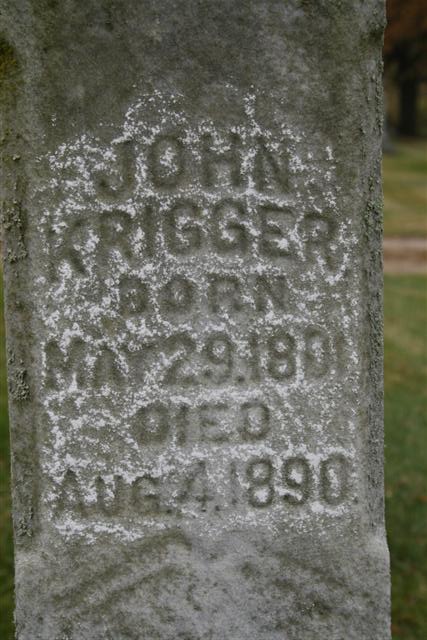 JOHN
KRIGGER
BORN
MAY 29. 1801
DIED
AUG. 4. 1890.